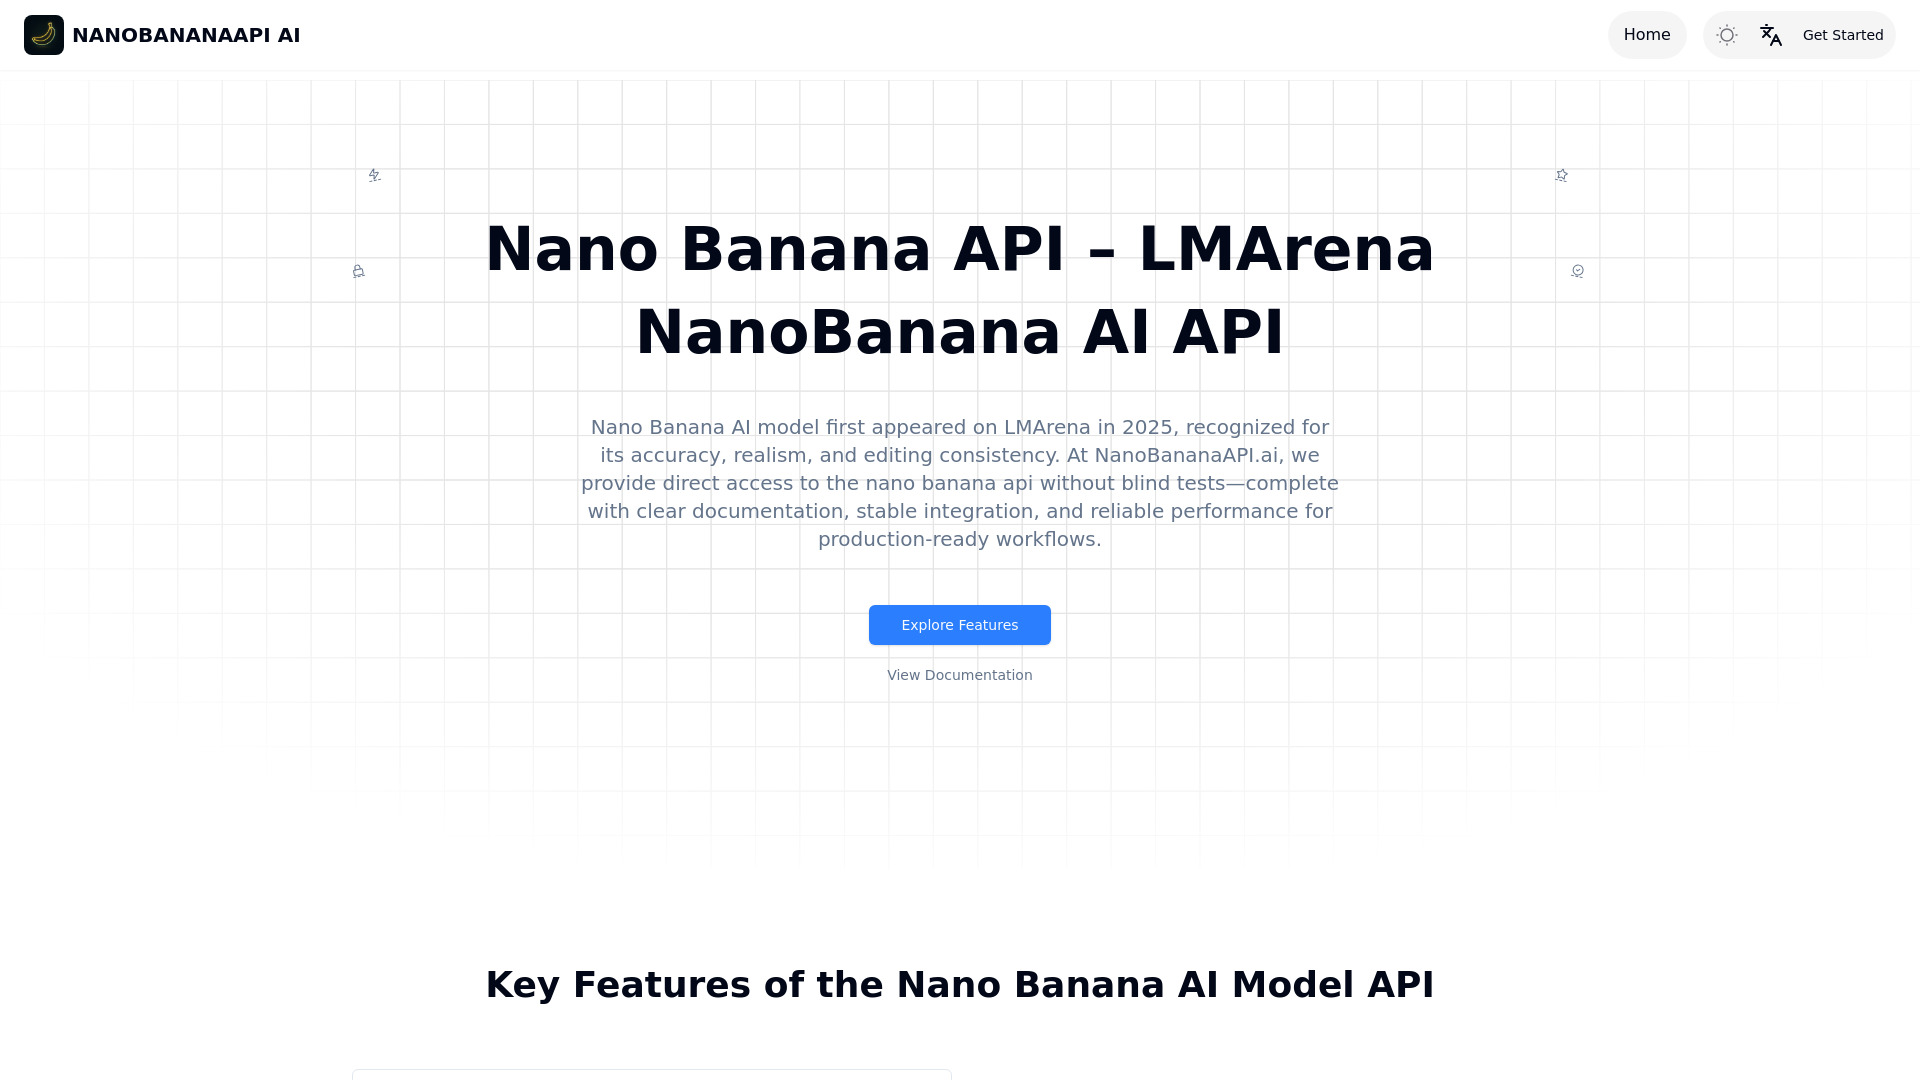 NANOBANANAAPI AI
Home
Get Started
Nano Banana API – LMArena
NanoBanana AI API
Nano Banana AI model first appeared on LMArena in 2025, recognized for
its accuracy, realism, and editing consistency. At NanoBananaAPI.ai, we
provide direct access to the nano banana api without blind tests—complete
with clear documentation, stable integration, and reliable performance for
production-ready workflows.
Explore Features
View Documentation
Key Features of the Nano Banana AI Model API